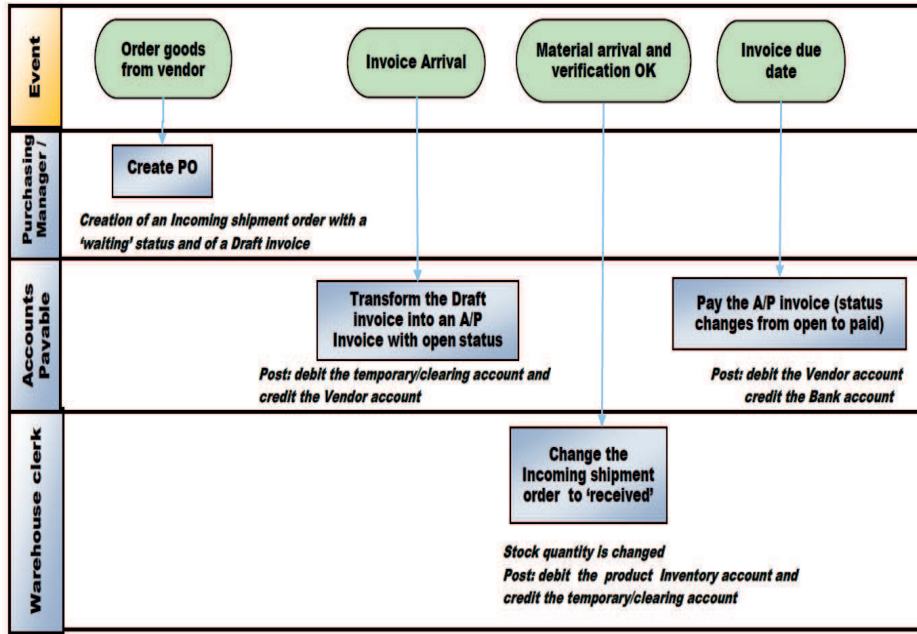 Event
Order goods
from vendor
Invoice Arrival
Material arrival and
verification OK
Invoice due
date
Purchasing
Manager /
Create PO
Creation of an Incoming shipment order with a
'waiting' status and of a Draft invoice
Accounts
Payable
Transform the Draft
invoice into an A/P
Invoice with open status
Post: debit the temporary/clearing account and
credit the Vendor account
Pay the A/P invoice (status
changes from open to paid)
Post: debit the Vendor account
credit the Bank account
Warehouse clerk
Change the
Incoming shipment
order to 'received'
Stock quantity is changed
Post: debit the product Inventory account and
credit the temporary/clearing account